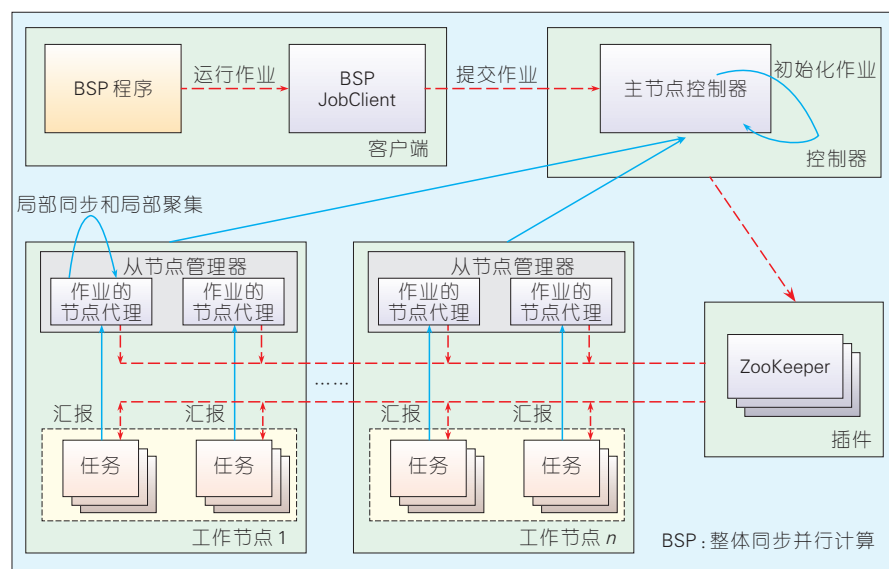 BSP 程序
运行作业
BSP
JobClient
提交作业
主节点控制器
初始化作业
客户端
控制器
局部同步和局部聚集
从节点管理器
作业的
节点代理
作业的
节点代理
从节点管理器
作业的
节点代理
作业的
节点代理
ZooKeeper
插件
……
汇报
汇报
汇报
汇报
任务
任务
任务
任务
工作节点 1
工作节点 n
BSP:整体同步并行计算